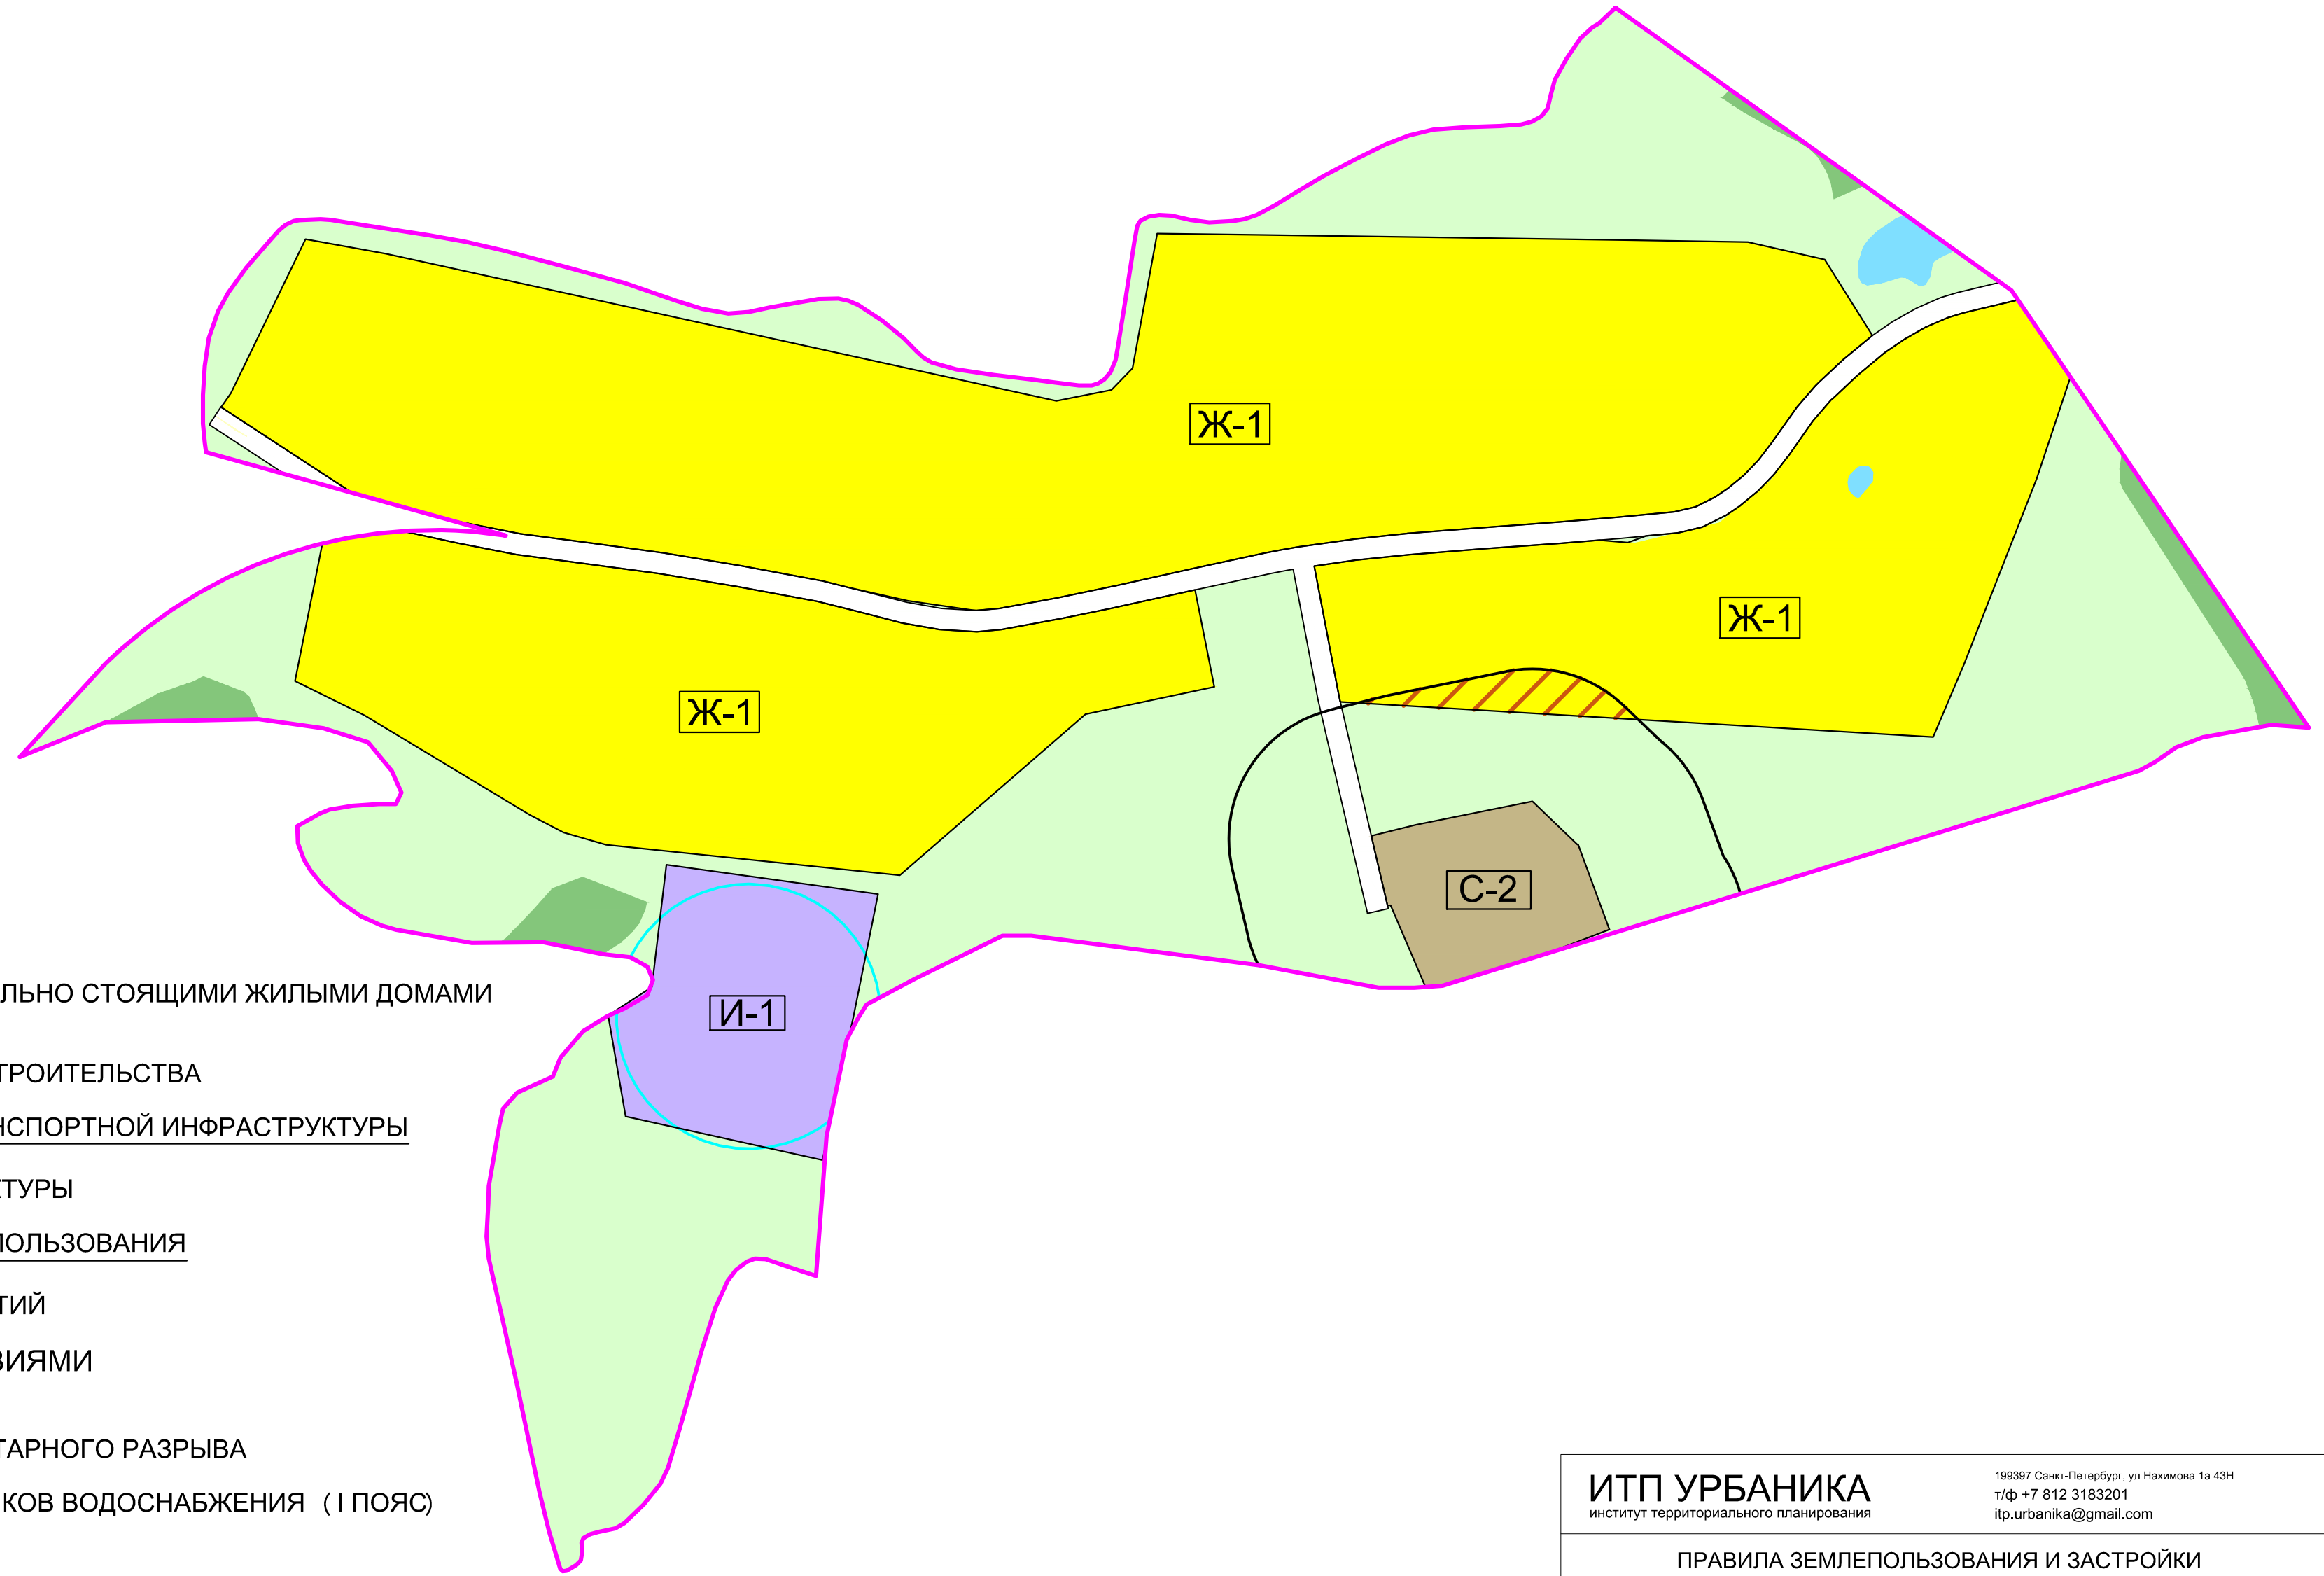 Ж-1
Ж-1
Ж-1
С-2
И-1
ЛЬНО СТОЯЩИМИ ЖИЛЫМИ ДОМАМИ
ТРОИТЕЛЬСТВА
НСПОРТНОЙ ИНФРАСТРУКТУРЫ
КТУРЫ
ПОЛЬЗОВАНИЯ
ТИЙ
ВИЯМИ
ТАРНОГО РАЗРЫВА
КОВ ВОДОСНАБЖЕНИЯ (I ПОЯС)
ИТП УРБАНИКА
институт территориального планирования
199397 Санкт-Петербург, ул Нахимова 1а 43Н
т/ф +7 812 3183201
itp.urbanika@gmail.com
ПРАВИЛА ЗЕМЛЕПОЛЬЗОВАНИЯ И ЗАСТРОЙКИ